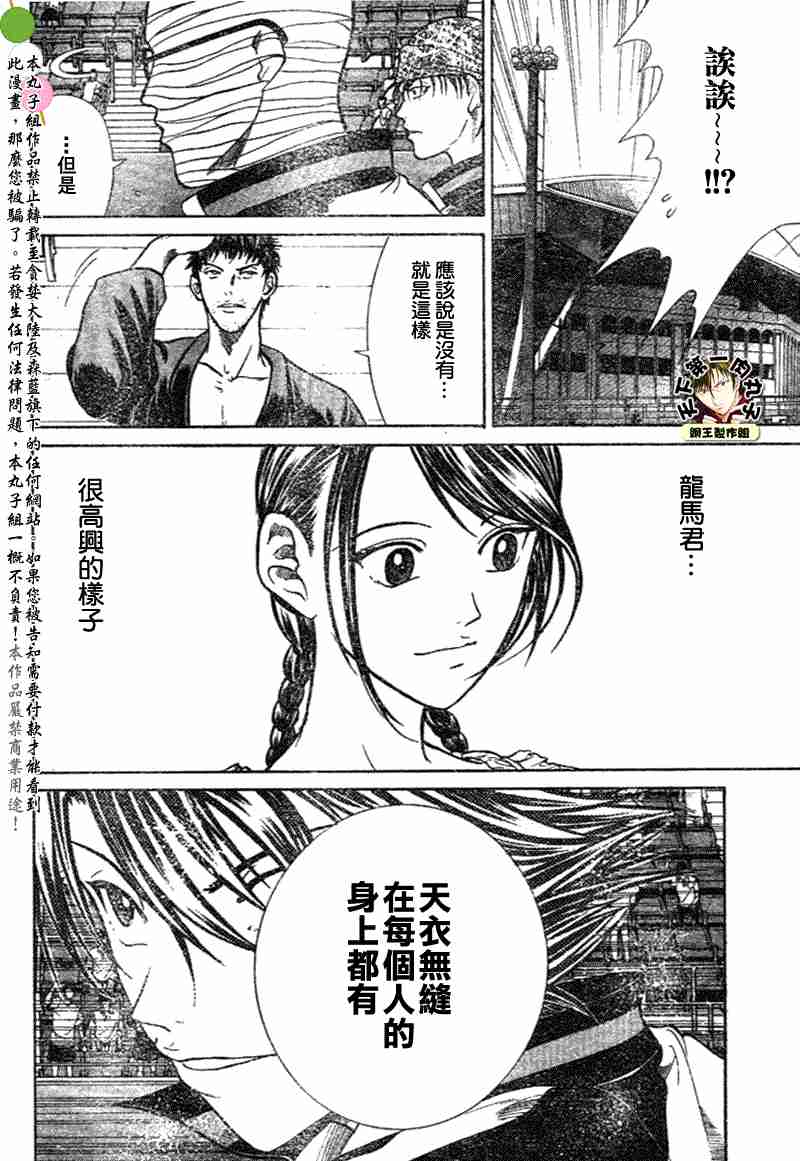 誒誒~~~!!?
…但是
應該說是沒有…
就是這樣
龍馬君…
很高興的樣子
天衣無縫
在每個人的
身上都有
天下第一丸子
網王製作組
本丸子組作品禁止轉載至貪婪大陸及森藍旗下的任何網站。如果您被告知需要付款才能看到
此漫畫，那麼您被騙了。若發生任何法律問題，本丸子組一概不負責！本作品嚴禁商業用途！